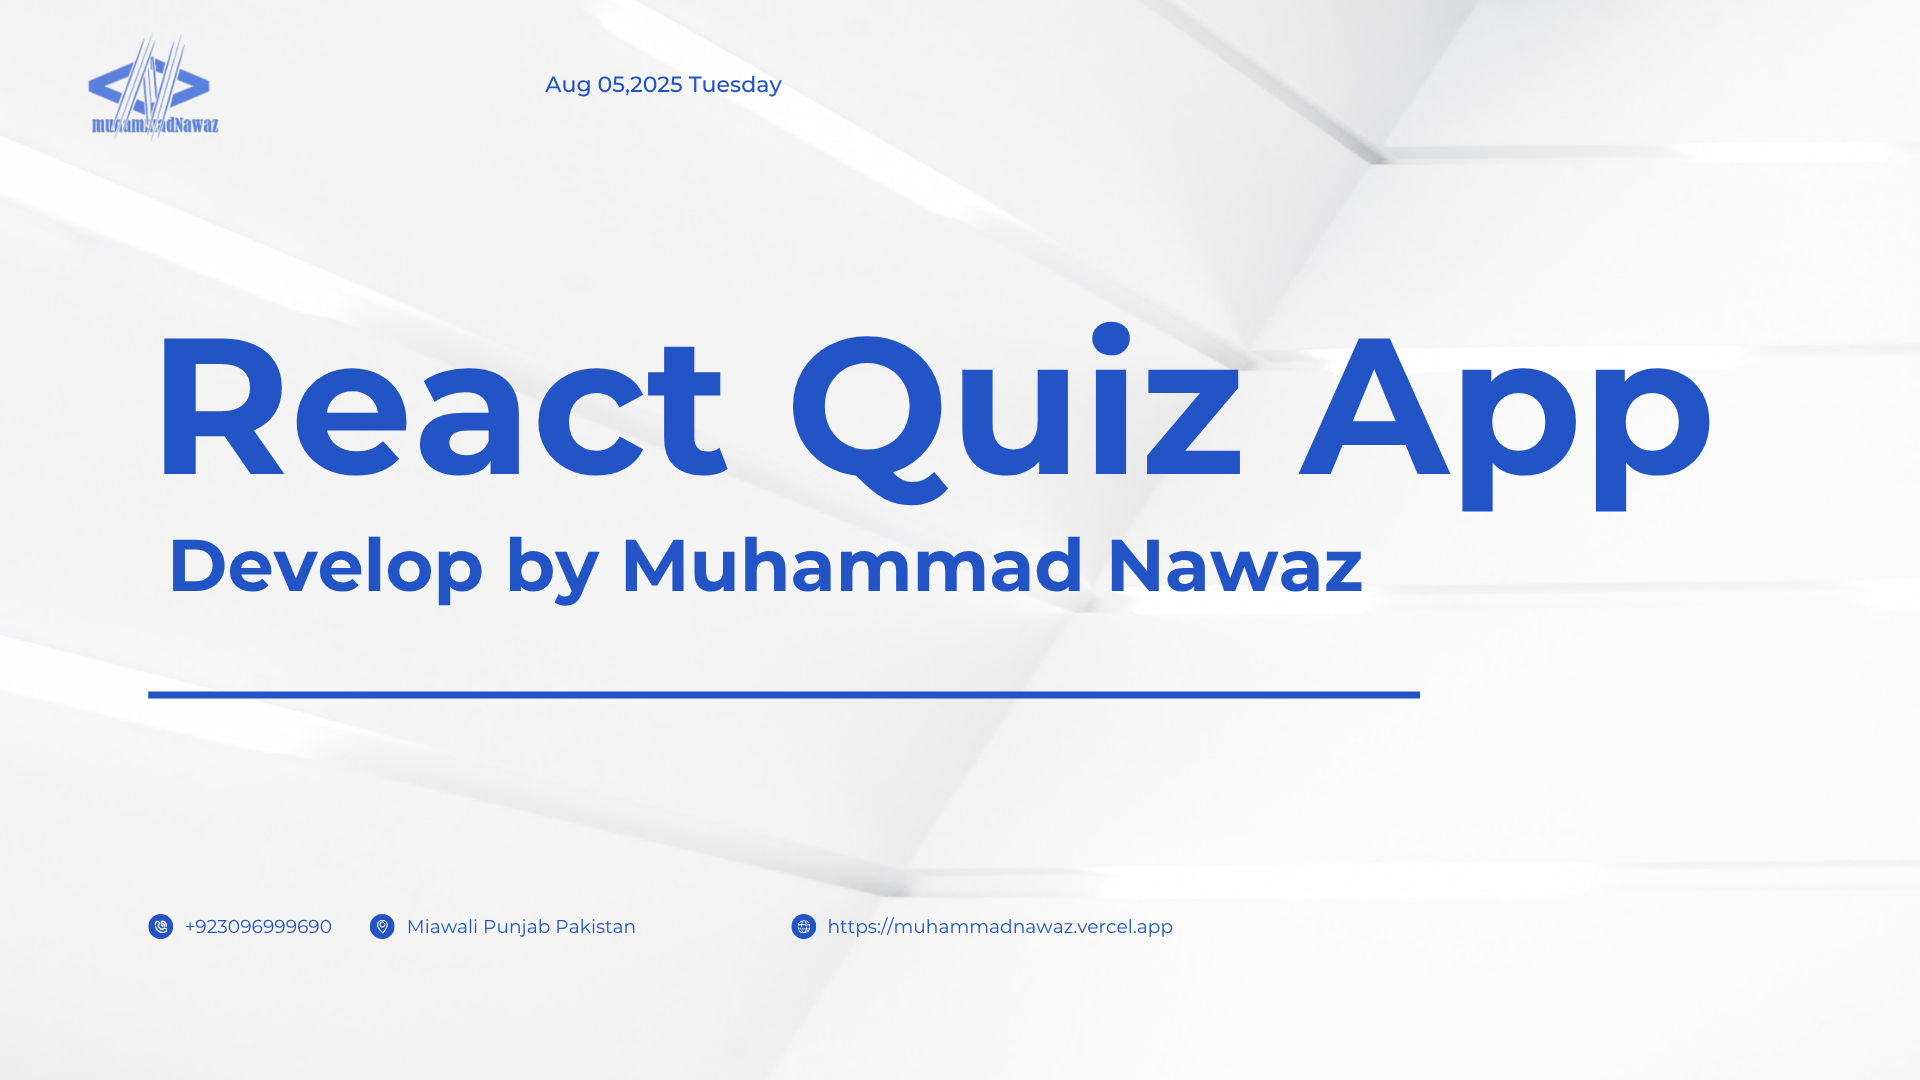 muhammadNawaz
Aug 05,2025 Tuesday
React Quiz App
Develop by Muhammad Nawaz
+923096999690
Miawali Punjab Pakistan
https://muhammadnawaz.vercel.app